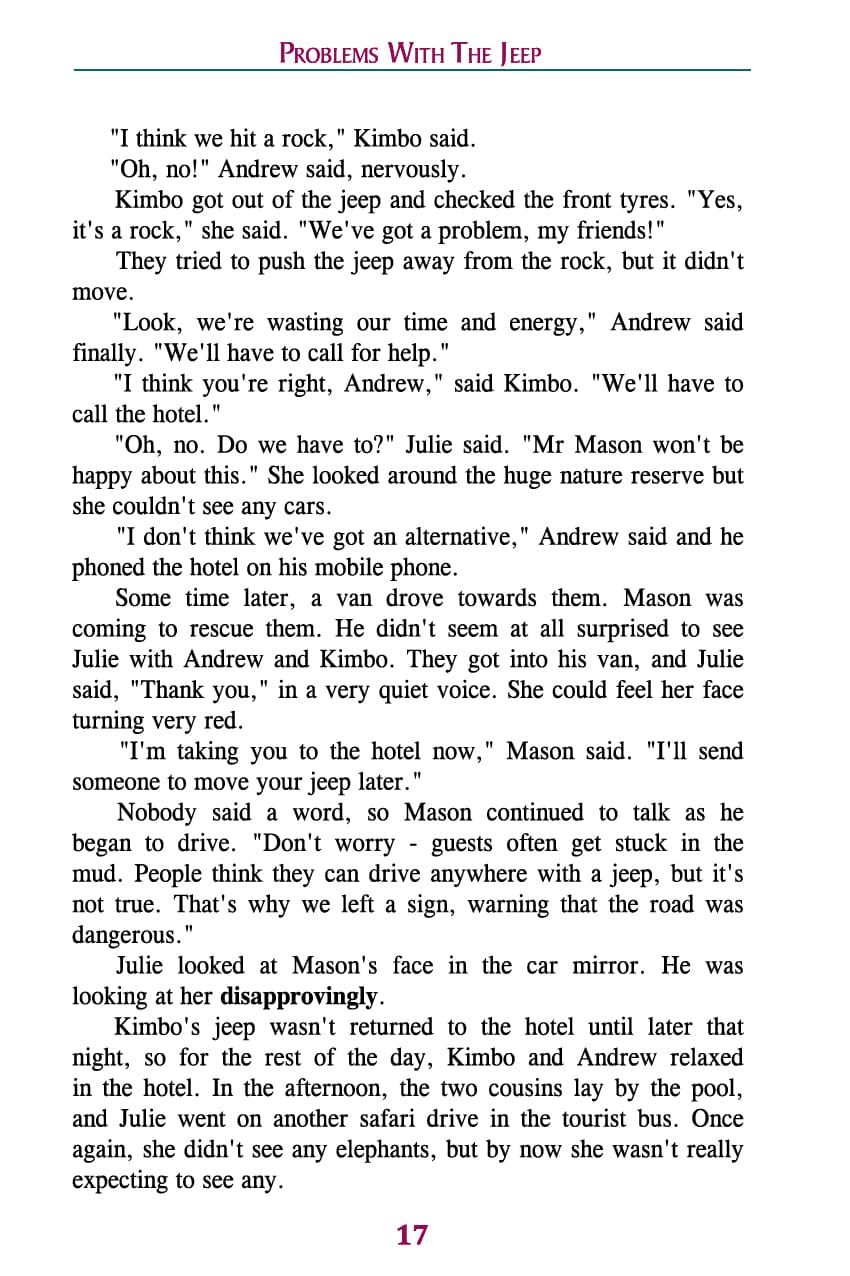 Problems With The Jeep
"I think we hit a rock," Kimbo said.
"Oh, no!" Andrew said, nervously.
Kimbo got out of the jeep and checked the front tyres. "Yes,
it's a rock," she said. "We've got a problem, my friends!"
They tried to push the jeep away from the rock, but it didn't
move.
"Look, we're wasting our time and energy," Andrew said
finally. "We'll have to call for help."
"I think you're right, Andrew," said Kimbo. "We'll have to
call the hotel."
"Oh, no. Do we have to?" Julie said. "Mr Mason won't be
happy about this." She looked around the huge nature reserve but
she couldn't see any cars.
"I don't think we've got an alternative," Andrew said and he
phoned the hotel on his mobile phone.
Some time later, a van drove towards them. Mason was
coming to rescue them. He didn't seem at all surprised to see
Julie with Andrew and Kimbo. They got into his van, and Julie
said, "Thank you," in a very quiet voice. She could feel her face
turning very red.
"I'm taking you to the hotel now," Mason said. "I'll send
someone to move your jeep later."
Nobody said a word, so Mason continued to talk as he
began to drive. "Don't worry - guests often get stuck in the
mud. People think they can drive anywhere with a jeep, but it's
not true. That's why we left a sign, warning that the road was
dangerous."
Julie looked at Mason's face in the car mirror. He was
looking at her disapprovingly.
Kimbo's jeep wasn't returned to the hotel until later that
night, so for the rest of the day, Kimbo and Andrew relaxed
in the hotel. In the afternoon, the two cousins lay by the pool,
and Julie went on another safari drive in the tourist bus. Once
again, she didn't see any elephants, but by now she wasn't really
expecting to see any.
17